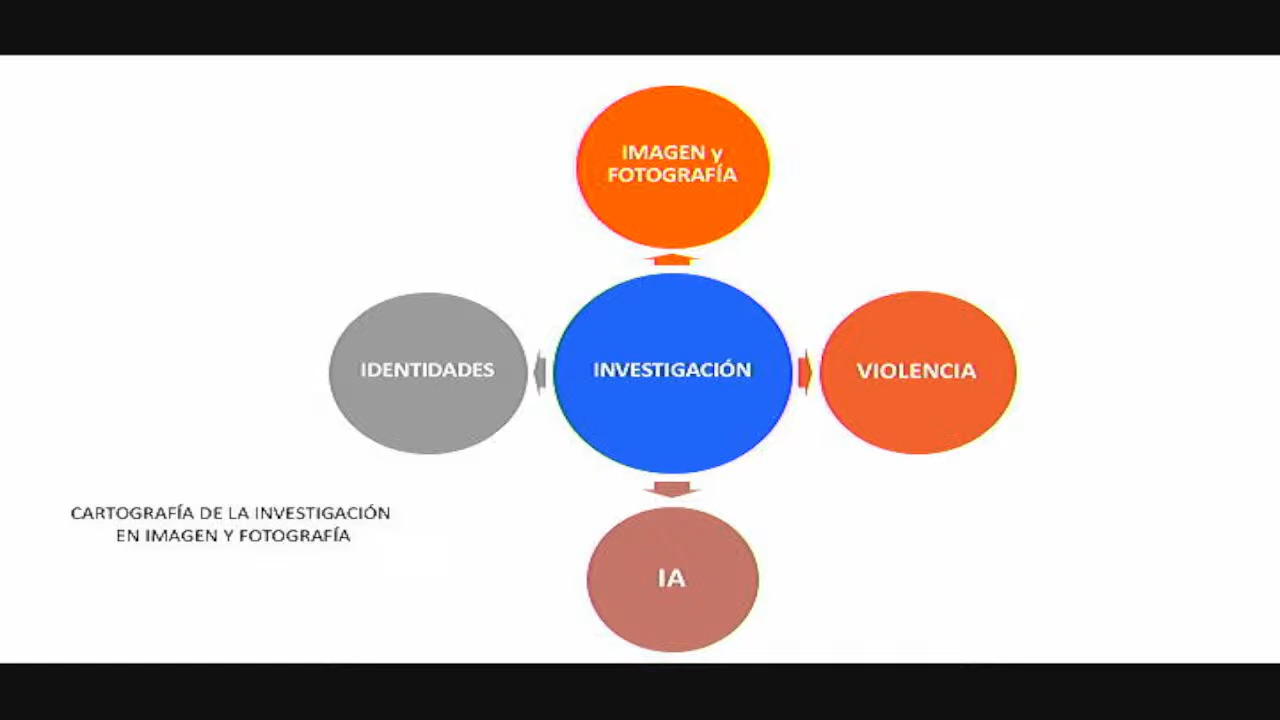 IMAGEN y
FOTOGRAFÍA
IDENTIDADES
INVESTIGACIÓN
VIOLENCIA
CARTOGRAFÍA DE LA INVESTIGACIÓN
EN IMAGEN Y FOTOGRAFÍA
IA